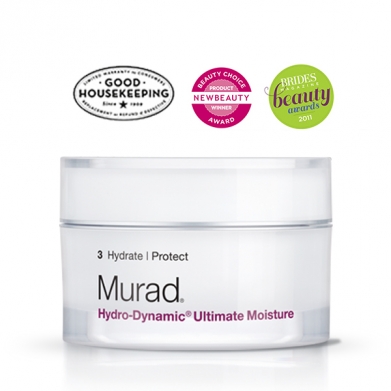 LIMITED WARRANTY TO CONSUMERS
GOOD
HOUSEKEEPING
Since ★ 1909
REPLACEMENT OR REFUND IF DEFECTIVE
BEAUTY CHOICE
PRODUCT
NEWBEAUTY
WINNER
AWARD
BRIDES
MAGAZINE
beauty
awards
2011
3 Hydrate | Protect
Murad®
Hydro-Dynamic® Ultimate Moisture